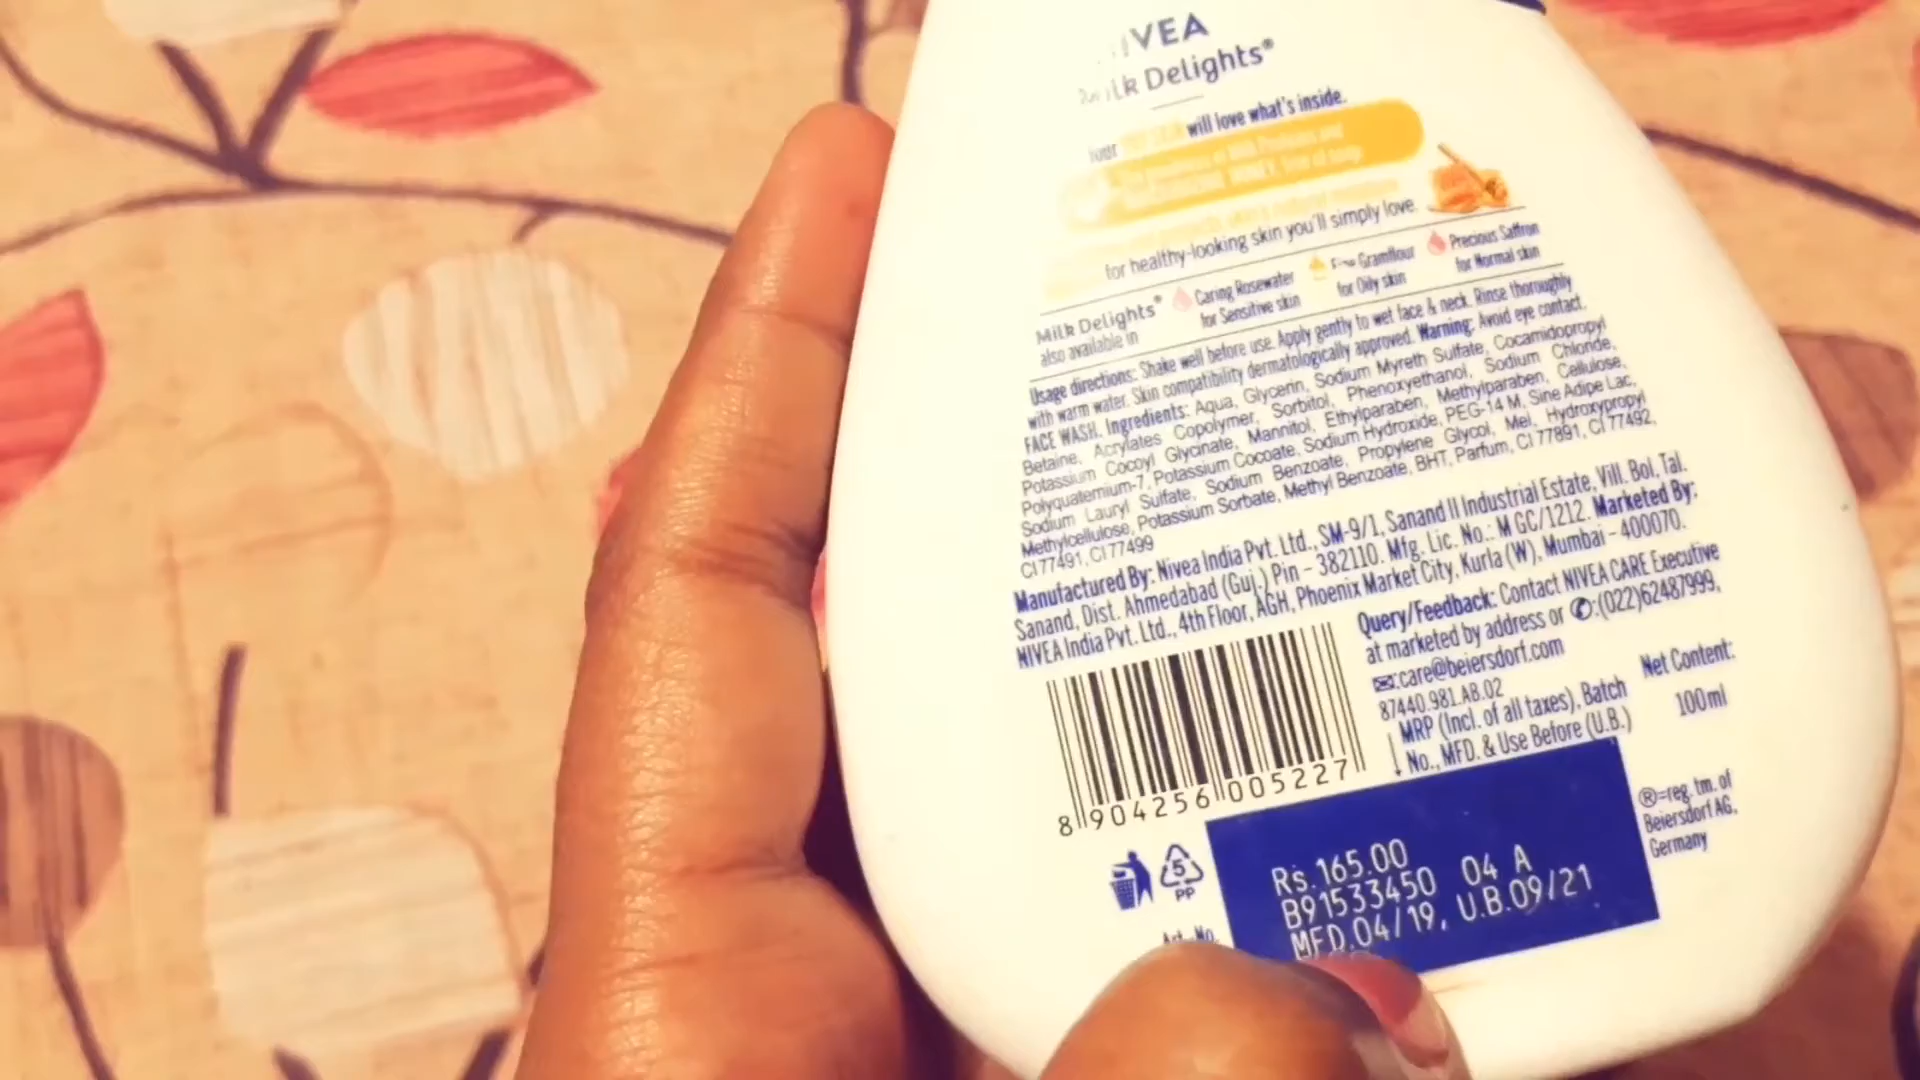 NIVEA
Milk Delights®
will love what's inside.
for healthy-looking skin you'll simply love.
Milk Delights®
also available in
Caring Rosewater
for Sensitive skin
Fine Gramflour
for Oily skin
Precious Saffron
for Normal skin
Usage directions: Shake well before use. Apply gently to wet face & neck. Rinse thoroughly
with warm water. Skin compatibility dermatologically approved. Warning: Avoid eye contact.
FACE WASH. Ingredients: Aqua, Glycerin, Sodium Myreth Sulfate, Cocamidopropyl
Betaine, Acrylates Copolymer, Sorbitol, Phenoxyethanol, Sodium Chloride,
Potassium Cocoyl Glycinate, Mannitol, Ethylparaben, Methylparaben, Cellulose,
Polyquaternium-7, Potassium Cocoate, Sodium Hydroxide, PEG-14 M, Sine Adipe Lac,
Sodium Lauryl Sulfate, Sodium Benzoate, Propylene Glycol, Mel, Hydroxypropyl
Methylcellulose, Potassium Sorbate, Methyl Benzoate, BHT, Parfum, CI 77891, CI 77492,
CI 77491, CI 77499
Manufactured By: Nivea India Pvt. Ltd., SM-9/1, Sanand II Industrial Estate, Vill. Bol, Tal.
Sanand, Dist. Ahmedabad (Guj.) Pin - 382110. Mfg. Lic. No.: M GC/1212. Marketed By:
NIVEA India Pvt. Ltd., 4th Floor, AGH, Phoenix Market City, Kurla (W), Mumbai - 400070.
Query/Feedback: Contact NIVEA CARE Executive
at marketed by address or ✆:(022)62487999,
✉:care@beiersdorf.com
87440.981.AB.02
MRP (Incl. of all taxes), Batch
No., MFD. & Use Before (U.B.)
Net Content:
100ml
8 904256 005227
5
PP
Art. No.
Rs.165.00
B91533450 04 A
MFD.04/19, U.B.09/21
®=reg. tm. of
Beiersdorf AG,
Germany